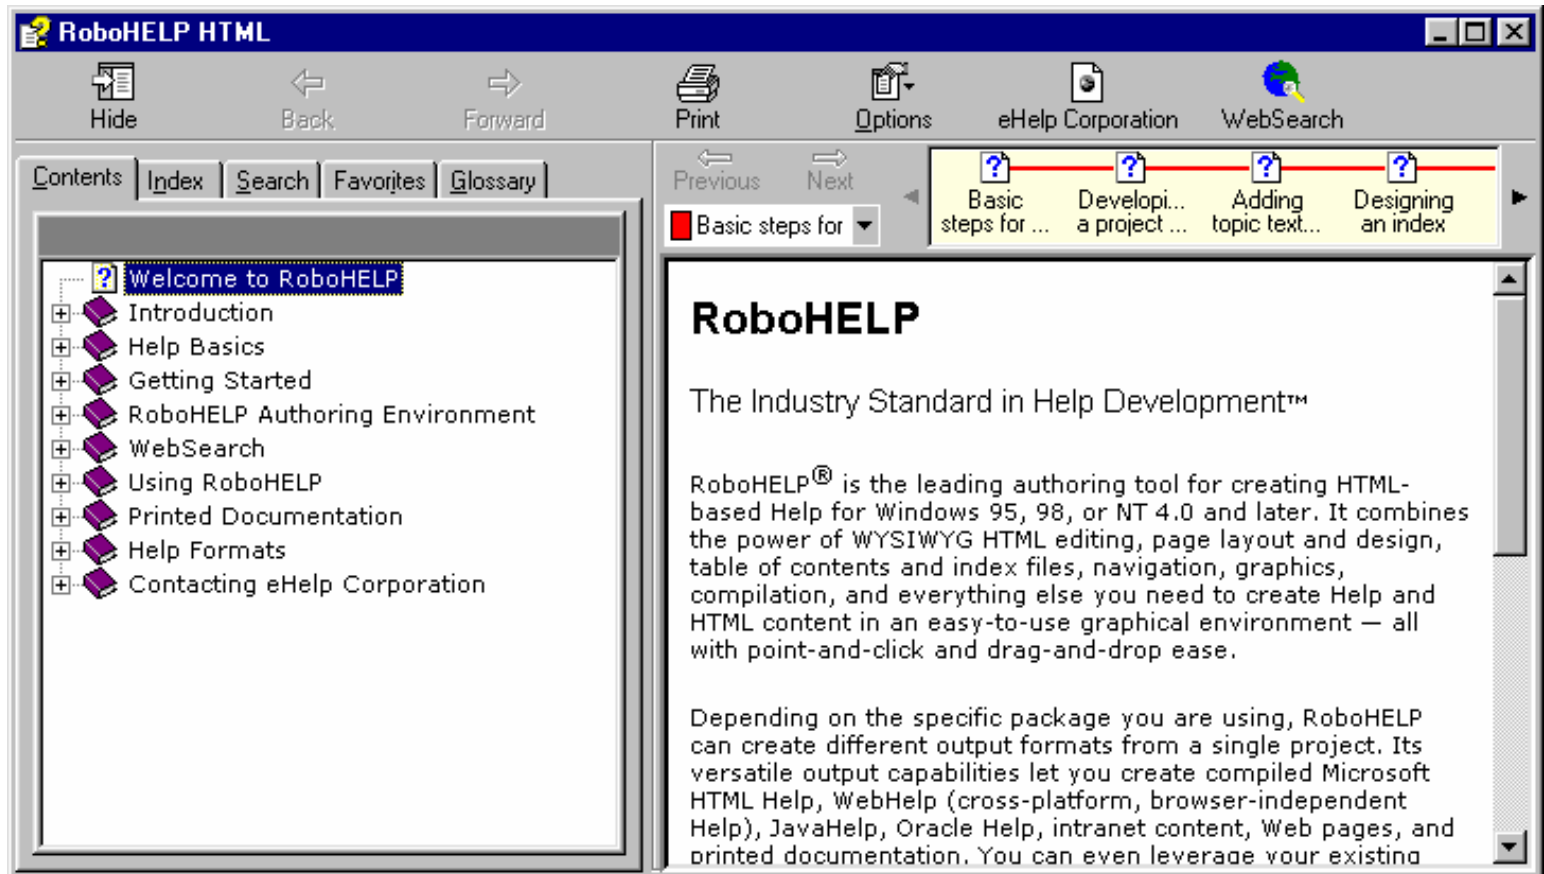 RoboHELP HTML
Hide
Back
Forward
Print
Options
eHelp Corporation
WebSearch
Contents
Index
Search
Favorites
Glossary
Welcome to RoboHELP
Introduction
Help Basics
Getting Started
RoboHELP Authoring Environment
WebSearch
Using RoboHELP
Printed Documentation
Help Formats
Contacting eHelp Corporation
Previous
Next
Basic steps for
Basic
steps for ...
Developi...
a project ...
Adding
topic text...
Designing
an index
RoboHELP
The Industry Standard in Help Development™
RoboHELP® is the leading authoring tool for creating HTML-
based Help for Windows 95, 98, or NT 4.0 and later. It combines
the power of WYSIWYG HTML editing, page layout and design,
table of contents and index files, navigation, graphics,
compilation, and everything else you need to create Help and
HTML content in an easy-to-use graphical environment — all
with point-and-click and drag-and-drop ease.
Depending on the specific package you are using, RoboHELP
can create different output formats from a single project. Its
versatile output capabilities let you create compiled Microsoft
HTML Help, WebHelp (cross-platform, browser-independent
Help), JavaHelp, Oracle Help, intranet content, Web pages, and
printed documentation. You can even leverage your existing